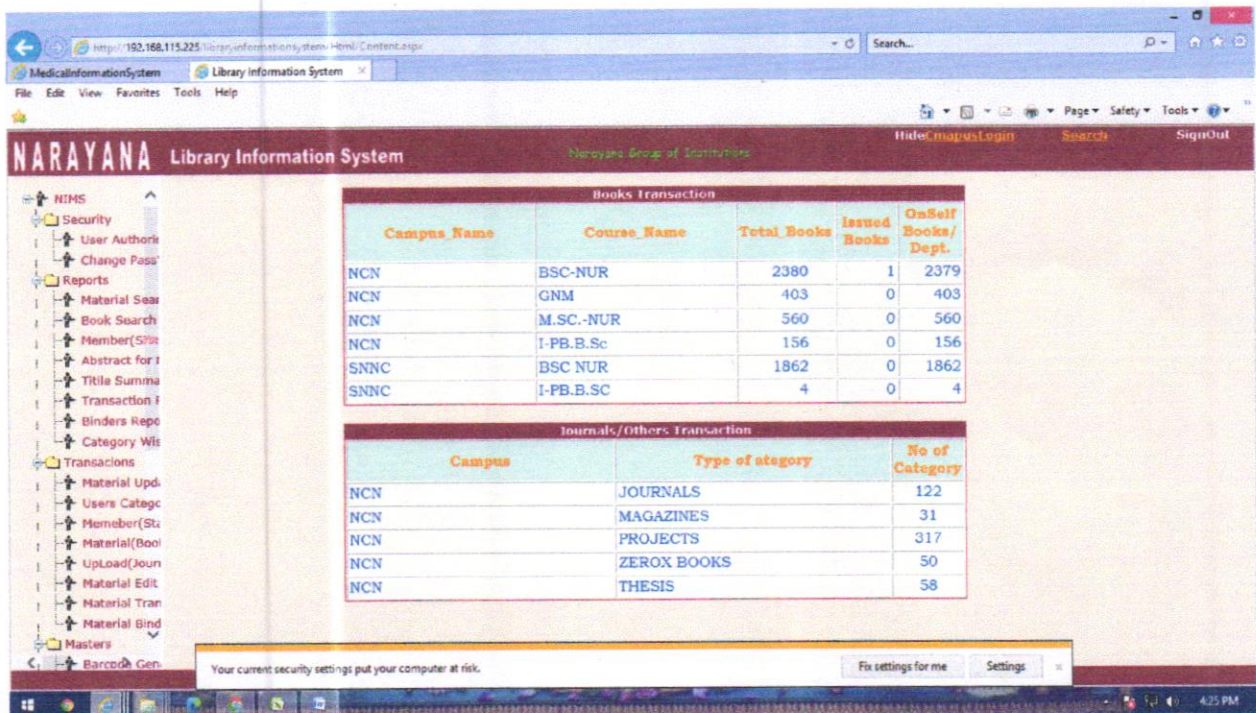 http://192.168.115.225/libraryinformationsystem/Html/Content.aspx
Search...
MedicalInformationSystem
Library Information System
File Edit View Favorites Tools Help
Page Safety Tools
NARAYANA Library Information System
Narayana Group of Institutions
HideCmapusLogin
Search
SignOut
NIMS
Security
User Authori
Change Pass
Reports
Material Sear
Book Search
Member(S
Abstract for
Titile Summa
Transaction
Binders Repo
Category Wis
Transacions
Material Upd
Users Catego
Memeber(Sta
Material(Boo
UpLoad(Journ
Material Edit
Material Tran
Material Bind
Masters
Barcode Gen
Books Transaction
Campus_Name Course_Name Total_Books Issued Books OnSelf Books/ Dept.
NCN BSC-NUR 2380 1 2379
NCN GNM 403 0 403
NCN M.SC.-NUR 560 0 560
NCN I-PB.B.Sc 156 0 156
SNNC BSC NUR 1862 0 1862
SNNC I-PB.B.SC 4 0 4
Journals/Others Transaction
Campus Type of ategory No of Category
NCN JOURNALS 122
NCN MAGAZINES 31
NCN PROJECTS 317
NCN ZEROX BOOKS 50
NCN THESIS 58
Your current security settings put your computer at risk.
Fix settings for me
Settings
4:25 PM